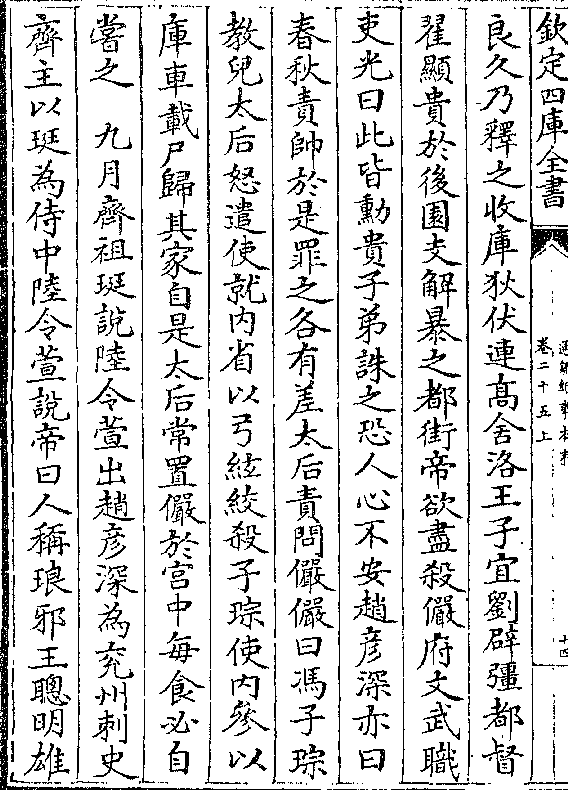 欽定四庫全書
通鑑紀事本末
卷二十五上
十四
良久乃釋之收庫狄伏連高舍洛王子宜劉辟彊都督
翟顯貴於後園支解暴之都街帝欲盡殺儼府文武職
吏光曰此皆勳貴子弟誅之恐人心不安趙彦深亦曰
春秋責帥於是罪之各有差太后責問儼儼曰馮子琮
教兒太后怒遣使就内省以弓絃絞殺子琮使内參以
庫車載尸歸其家自是太后常置儼於宫中每食必自
嘗之　九月齊祖珽說陸令萱出趙彦深為兖州刺史
齊主以珽為侍中陸令萱說帝曰人稱琅邪王聰明雄